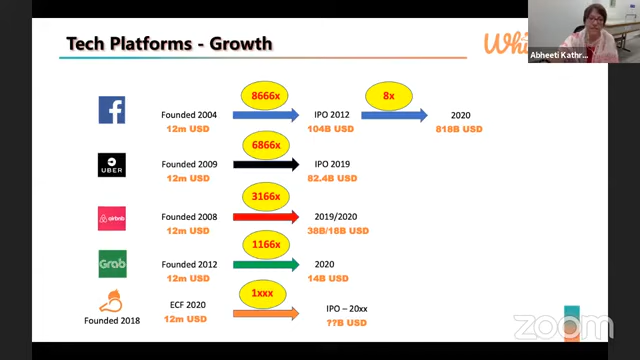 Tech Platforms - Growth
Whi
Abheeti Kathr...
8666x
8x
Founded 2004
IPO 2012
2020
12m USD
104B USD
818B USD
6866x
UBER
Founded 2009
IPO 2019
12m USD
82.4B USD
3166x
airbnb
Founded 2008
2019/2020
12m USD
38B/18B USD
1166x
Grab
Founded 2012
2020
12m USD
14B USD
1xxx
ECF 2020
IPO – 20xx
Founded 2018
12m USD
??B USD
zoom